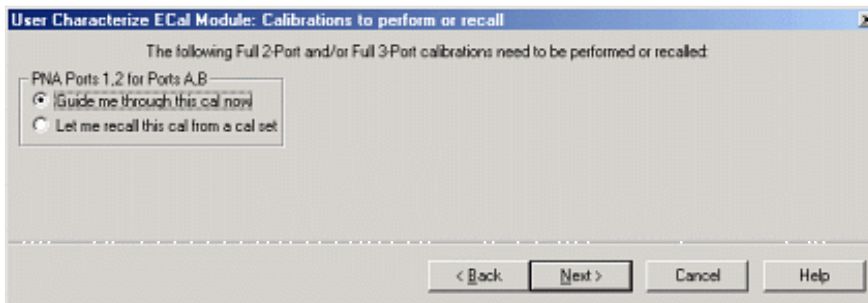 User Characterize ECal Module: Calibrations to perform or recall
The following Full 2-Port and/or Full 3-Port calibrations need to be performed or recalled:
PNA Ports 1,2 for Ports A,B
Guide me through this cal now
Let me recall this cal from a cal set
< Back
Next >
Cancel
Help